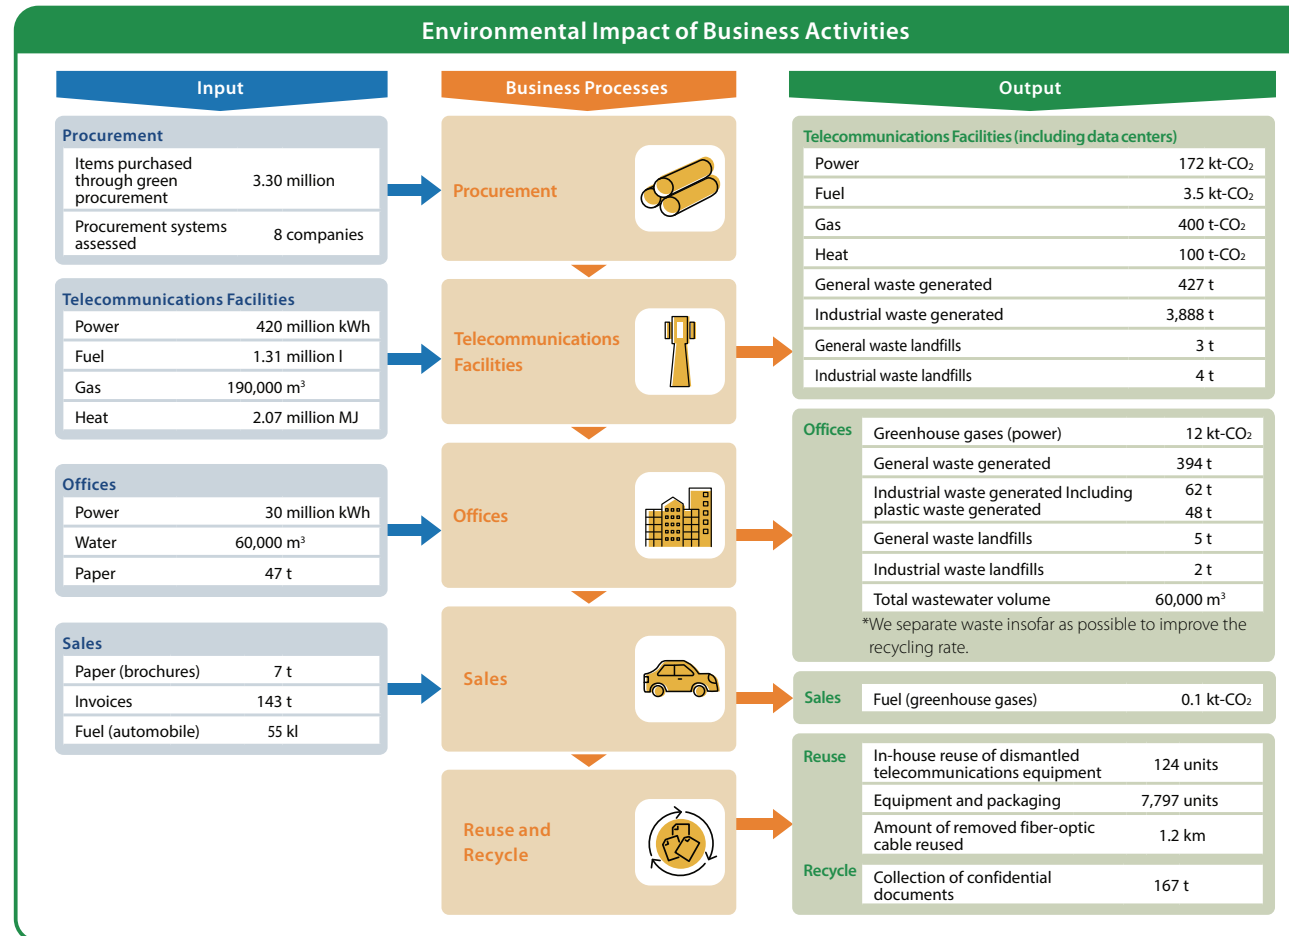 Environmental Impact of Business Activities
Input
Procurement
Items purchased
through green
procurement
3.30 million
Procurement systems
assessed
8 companies
Telecommunications Facilities
Power 420 million kWh
Fuel 1.31 million l
Gas 190,000 m³
Heat 2.07 million MJ
Offices
Power 30 million kWh
Water 60,000 m³
Paper 47 t
Sales
Paper (brochures) 7 t
Invoices 143 t
Fuel (automobile) 55 kl
Business Processes
Procurement
Telecommunications
Facilities
Offices
Sales
Reuse and
Recycle
Output
Telecommunications Facilities (including data centers)
Power 172 kt-CO₂
Fuel 3.5 kt-CO₂
Gas 400 t-CO₂
Heat 100 t-CO₂
General waste generated 427 t
Industrial waste generated 3,888 t
General waste landfills 3 t
Industrial waste landfills 4 t
Offices
Greenhouse gases (power) 12 kt-CO₂
General waste generated 394 t
Industrial waste generated Including 62 t
plastic waste generated 48 t
General waste landfills 5 t
Industrial waste landfills 2 t
Total wastewater volume 60,000 m³
*We separate waste insofar as possible to improve the
recycling rate.
Sales
Fuel (greenhouse gases) 0.1 kt-CO₂
Reuse
In-house reuse of dismantled
telecommunications equipment
124 units
Equipment and packaging 7,797 units
Amount of removed fiber-optic
cable reused
1.2 km
Recycle
Collection of confidential
documents
167 t